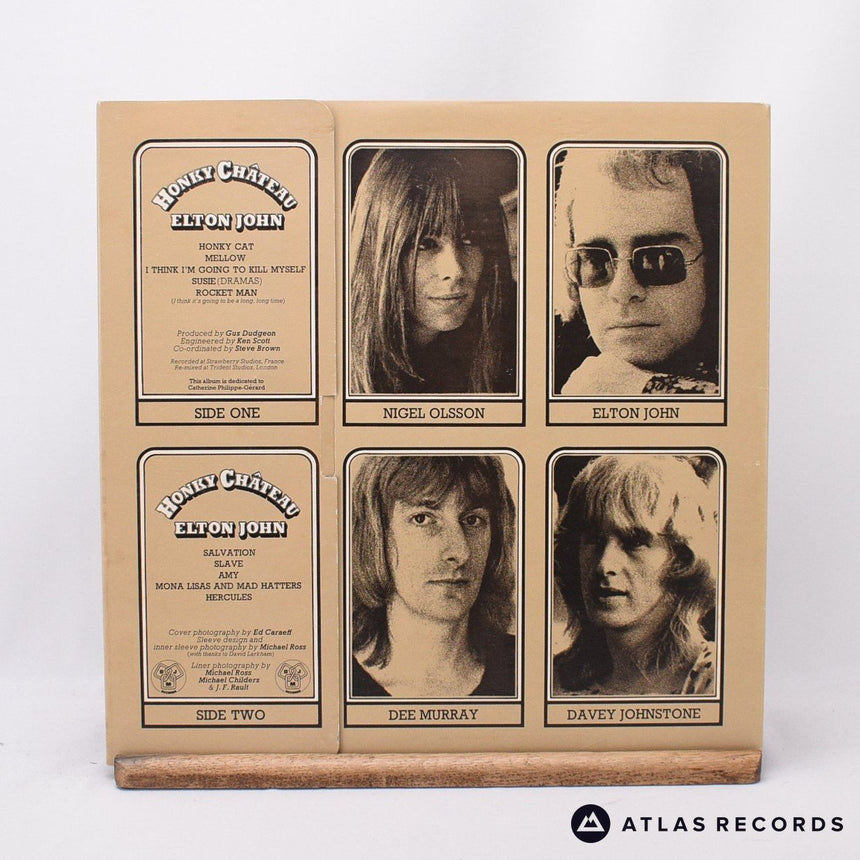 HONKY CHÂTEAU
ELTON JOHN
HONKY CAT
MELLOW
I THINK I'M GOING TO KILL MYSELF
SUSIE (DRAMAS)
ROCKET MAN
(I think it's going to be a long, long time)
Produced by Gus Dudgeon
Engineered by Ken Scott
Co-ordinated by Steve Brown
Recorded at Strawberry Studios, France
Re-mixed at Trident Studios, London
This album is dedicated to
Catherine Philippe-Gérard
SIDE ONE
NIGEL OLSSON
ELTON JOHN
HONKY CHÂTEAU
ELTON JOHN
SALVATION
SLAVE
AMY
MONA LISAS AND MAD HATTERS
HERCULES
Cover photography by Ed Caraeff
Sleeve design and
inner sleeve photography by Michael Ross
(with thanks to David Larkham)
Liner photography by
Michael Ross
Michael Childers
& J. F. Rault
SIDE TWO
DEE MURRAY
DAVEY JOHNSTONE
ATLAS RECORDS